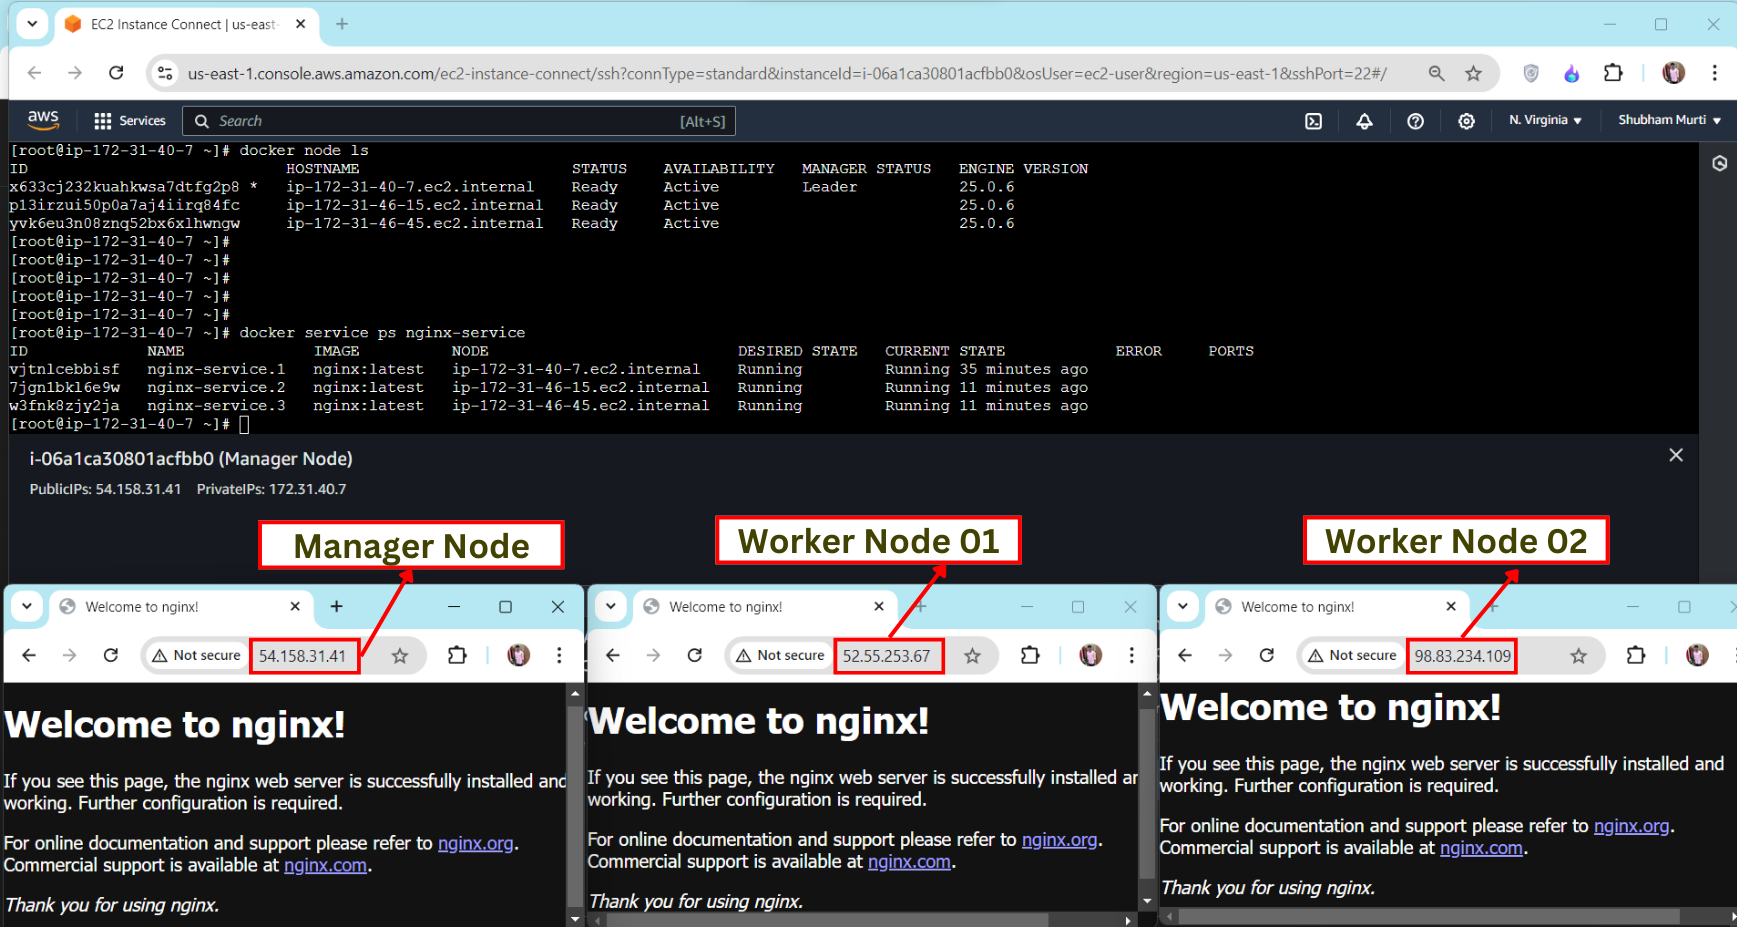 EC2 Instance Connect | us-east-
us-east-1.console.aws.amazon.com/ec2-instance-connect/ssh?connType=standard&instanceId=i-06a1ca30801acfbb0&osUser=ec2-user&region=us-east-1&sshPort=22#/
aws Services Search [Alt+S] N. Virginia Shubham Murti
[root@ip-172-31-40-7 ~]# docker node ls
ID HOSTNAME STATUS AVAILABILITY MANAGER STATUS ENGINE VERSION
x633cj232kuahkwsa7dtfg2p8 * ip-172-31-40-7.ec2.internal Ready Active Leader 25.0.6
p13irzui50p0a7aj4iirq84fc ip-172-31-46-15.ec2.internal Ready Active 25.0.6
yvk6eu3n08znq52bx6xlhwngw ip-172-31-46-45.ec2.internal Ready Active 25.0.6
[root@ip-172-31-40-7 ~]#
[root@ip-172-31-40-7 ~]#
[root@ip-172-31-40-7 ~]#
[root@ip-172-31-40-7 ~]#
[root@ip-172-31-40-7 ~]#
[root@ip-172-31-40-7 ~]# docker service ps nginx-service
ID NAME IMAGE NODE DESIRED STATE CURRENT STATE ERROR PORTS
vjtnlcebbisf nginx-service.1 nginx:latest ip-172-31-40-7.ec2.internal Running Running 35 minutes ago
7jgn1bkl6e9w nginx-service.2 nginx:latest ip-172-31-46-15.ec2.internal Running Running 11 minutes ago
w3fnk8zjy2ja nginx-service.3 nginx:latest ip-172-31-46-45.ec2.internal Running Running 11 minutes ago
[root@ip-172-31-40-7 ~]#
i-06a1ca30801acfbb0 (Manager Node)
PublicIPs: 54.158.31.41 PrivateIPs: 172.31.40.7
Manager Node
Welcome to nginx!
Not secure 54.158.31.41
Welcome to nginx!
If you see this page, the nginx web server is successfully installed and
working. Further configuration is required.
For online documentation and support please refer to nginx.org.
Commercial support is available at nginx.com.
Thank you for using nginx.
Worker Node 01
Welcome to nginx!
Not secure 52.55.253.67
Welcome to nginx!
If you see this page, the nginx web server is successfully installed ar
working. Further configuration is required.
For online documentation and support please refer to nginx.org.
Commercial support is available at nginx.com.
Thank you for using nginx.
Worker Node 02
Welcome to nginx!
Not secure 98.83.234.109
Welcome to nginx!
If you see this page, the nginx web server is successfully installed and
working. Further configuration is required.
For online documentation and support please refer to nginx.org.
Commercial support is available at nginx.com.
Thank you for using nginx.